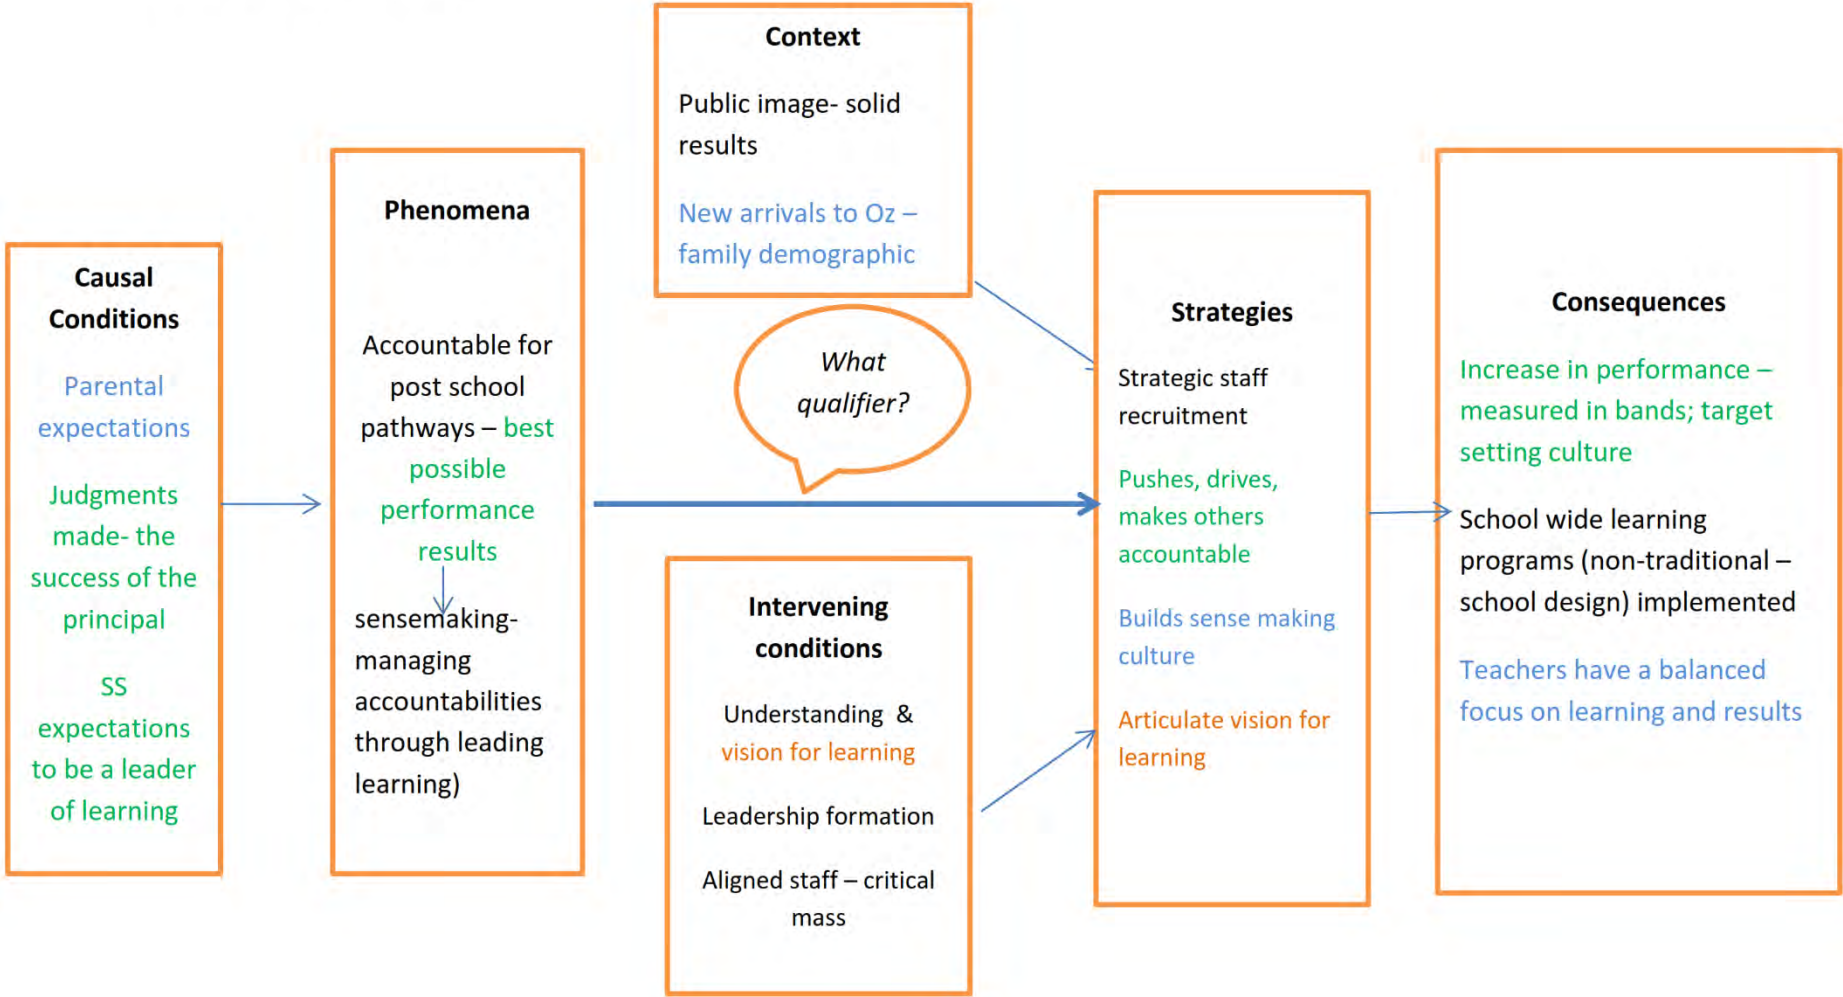 Causal
Conditions
Parental
expectations
Judgments
made- the
success of the
principal
SS
expectations
to be a leader
of learning
Phenomena
Accountable for
post school
pathways – best
possible
performance
results
sensemaking-
managing
accountabilities
through leading
learning)
Context
Public image- solid
results
New arrivals to Oz –
family demographic
What
qualifier?
Intervening
conditions
Understanding &
vision for learning
Leadership formation
Aligned staff – critical
mass
Strategies
Strategic staff
recruitment
Pushes, drives,
makes others
accountable
Builds sense making
culture
Articulate vision for
learning
Consequences
Increase in performance –
measured in bands; target
setting culture
School wide learning
programs (non-traditional –
school design) implemented
Teachers have a balanced
focus on learning and results